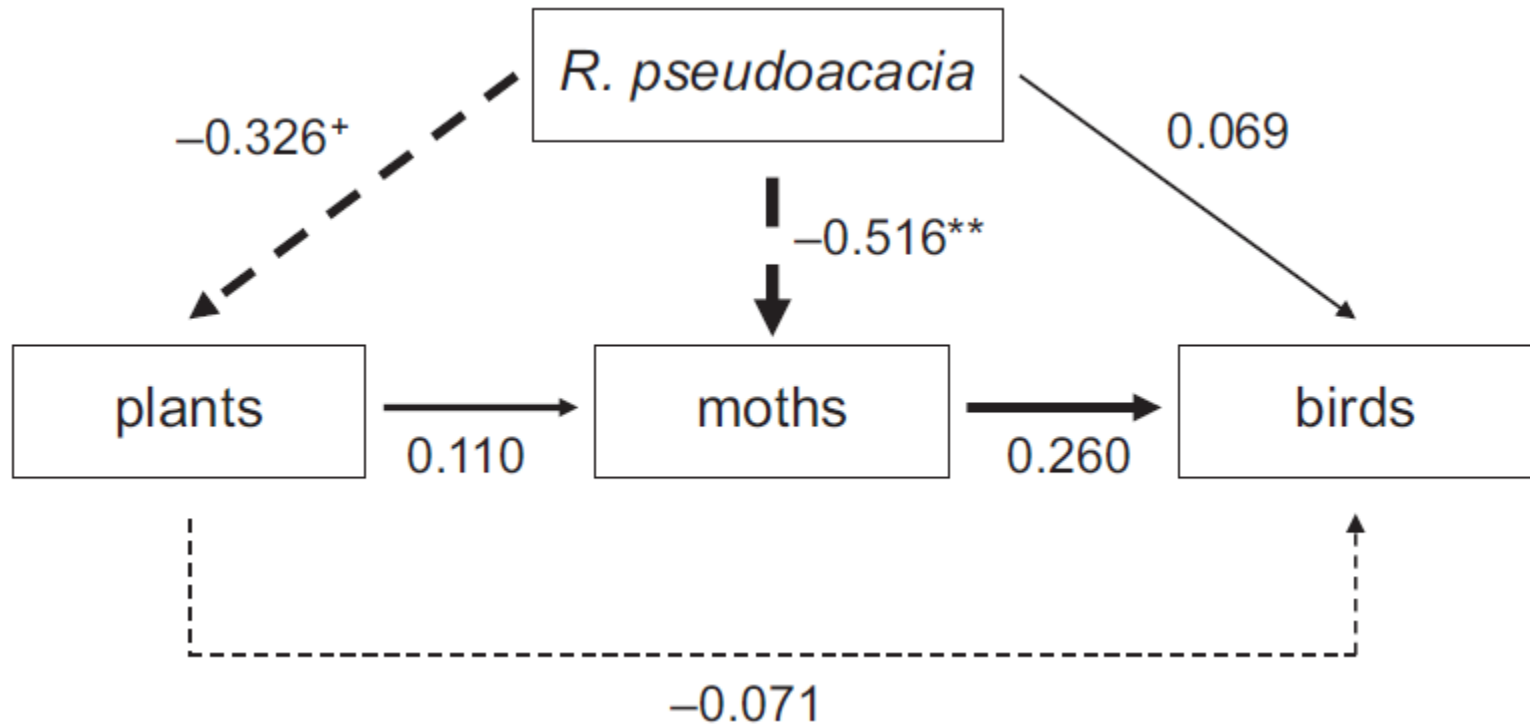 R. pseudoacacia
–0.326+
0.069
–0.516**
plants
moths
birds
0.110
0.260
–0.071